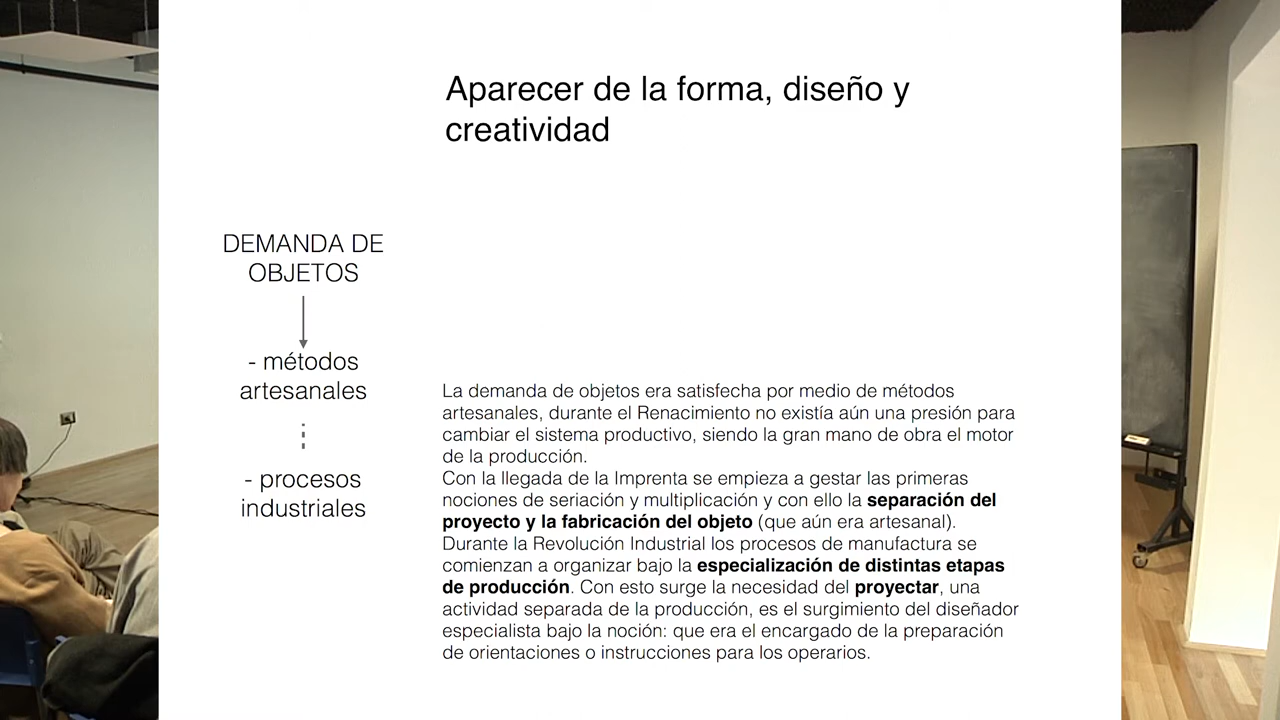 Aparecer de la forma, diseño y
creatividad
DEMANDA DE
OBJETOS
- métodos
artesanales
- procesos
industriales
La demanda de objetos era satisfecha por medio de métodos
artesanales, durante el Renacimiento no existía aún una presión para
cambiar el sistema productivo, siendo la gran mano de obra el motor
de la producción.
Con la llegada de la Imprenta se empieza a gestar las primeras
nociones de seriación y multiplicación y con ello la separación del
proyecto y la fabricación del objeto (que aún era artesanal).
Durante la Revolución Industrial los procesos de manufactura se
comienzan a organizar bajo la especialización de distintas etapas
de producción. Con esto surge la necesidad del proyectar, una
actividad separada de la producción, es el surgimiento del diseñador
especialista bajo la noción: que era el encargado de la preparación
de orientaciones o instrucciones para los operarios.